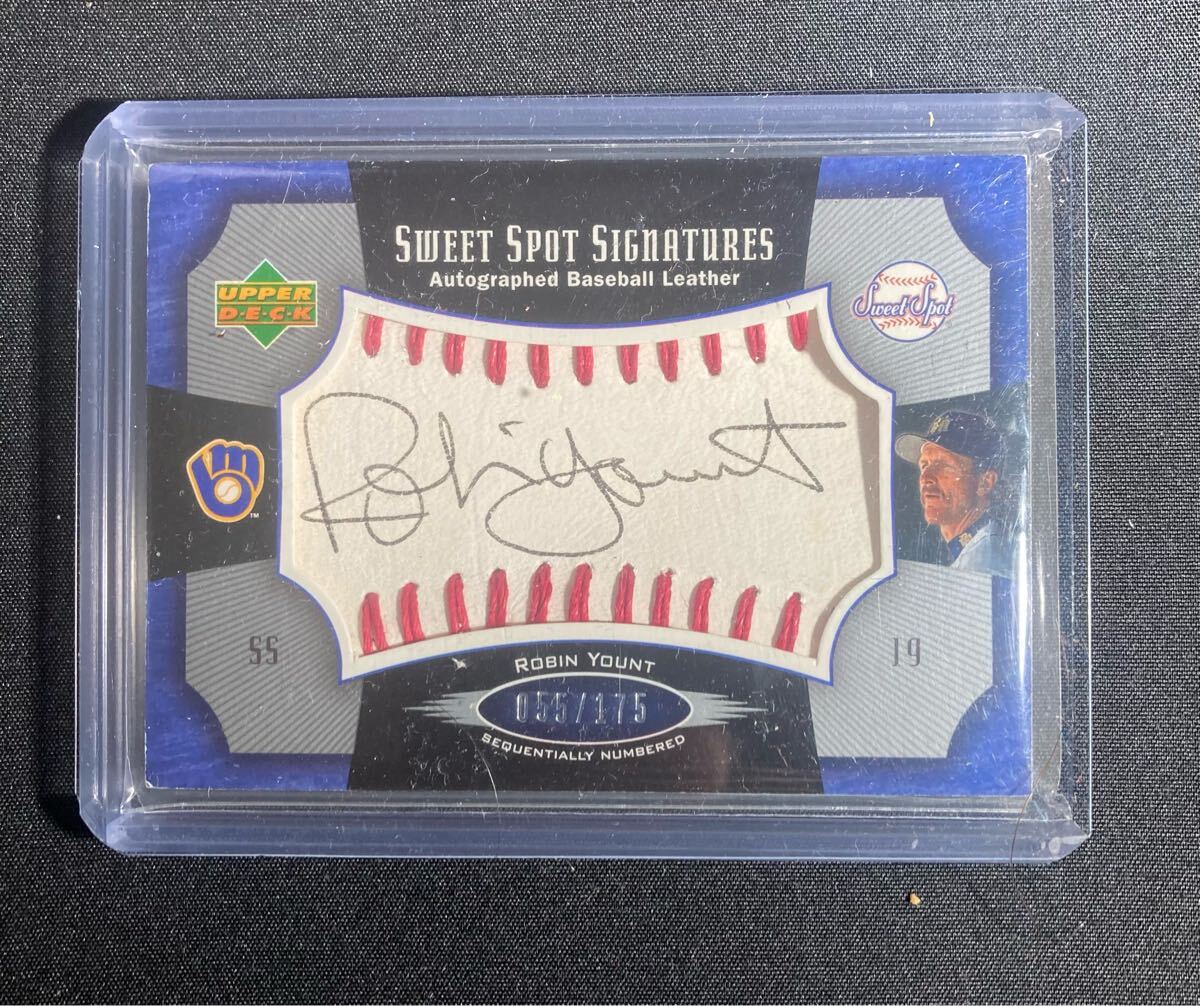 SWEET SPOT SIGNATURES
Autographed Baseball Leather
UPPER
D·E·C·K
Sweet Spot
Robin Yount
m
b
TM
M
SS
19
ROBIN YOUNT
055/175
SEQUENTIALLY NUMBERED